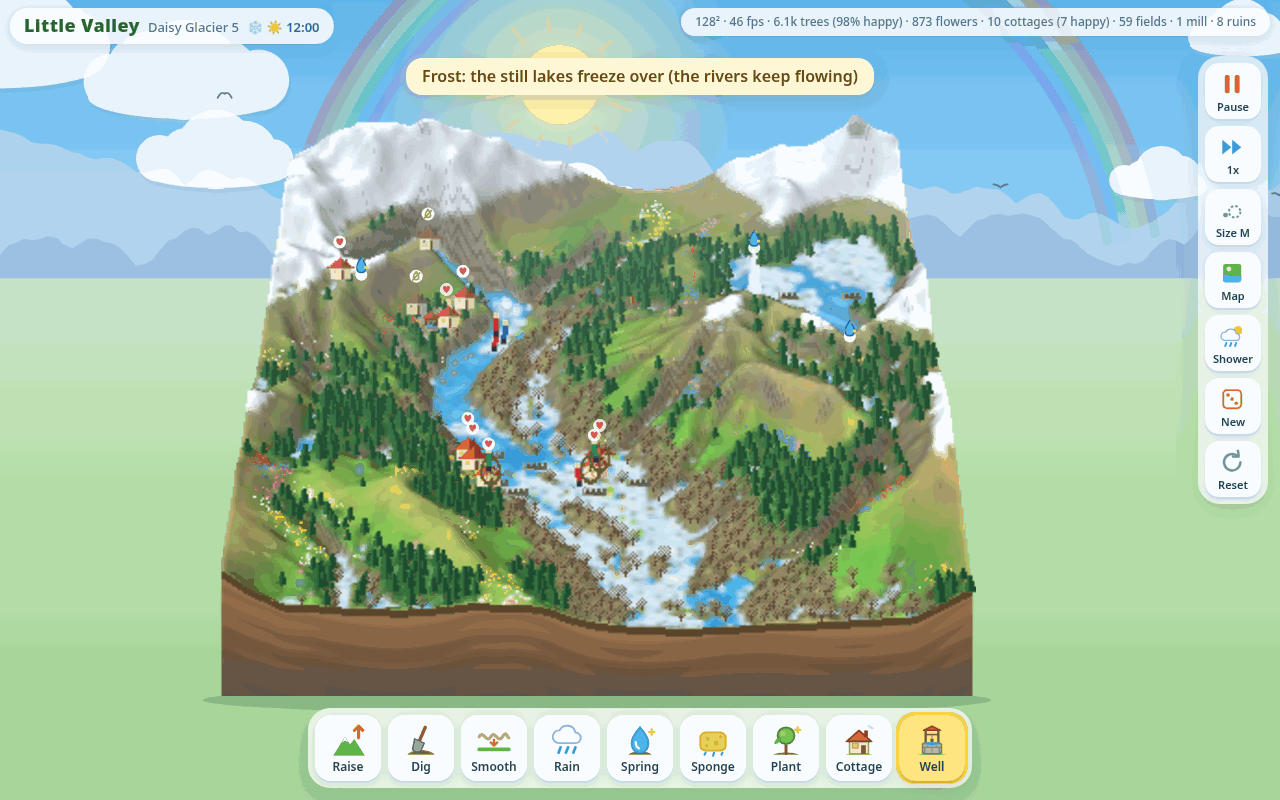 Little Valley Daisy Glacier 5 ❄️ ☀️ 12:00
128² · 46 fps · 6.1k trees (98% happy) · 873 flowers · 10 cottages (7 happy) · 59 fields · 1 mill · 8 ruins
Frost: the still lakes freeze over (the rivers keep flowing)
Pause
1x
Size M
Map
Shower
New
Reset
Raise
Dig
Smooth
Rain
Spring
Sponge
Plant
Cottage
Well